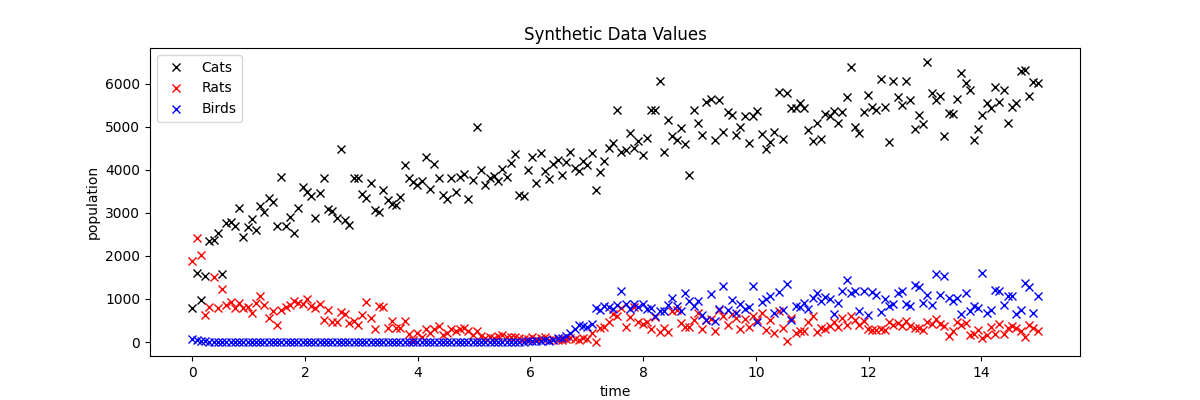 Synthetic Data Values
Cats
Rats
Birds
population
6000
5000
4000
3000
2000
1000
0
0 2 4 6 8 10 12 14
time